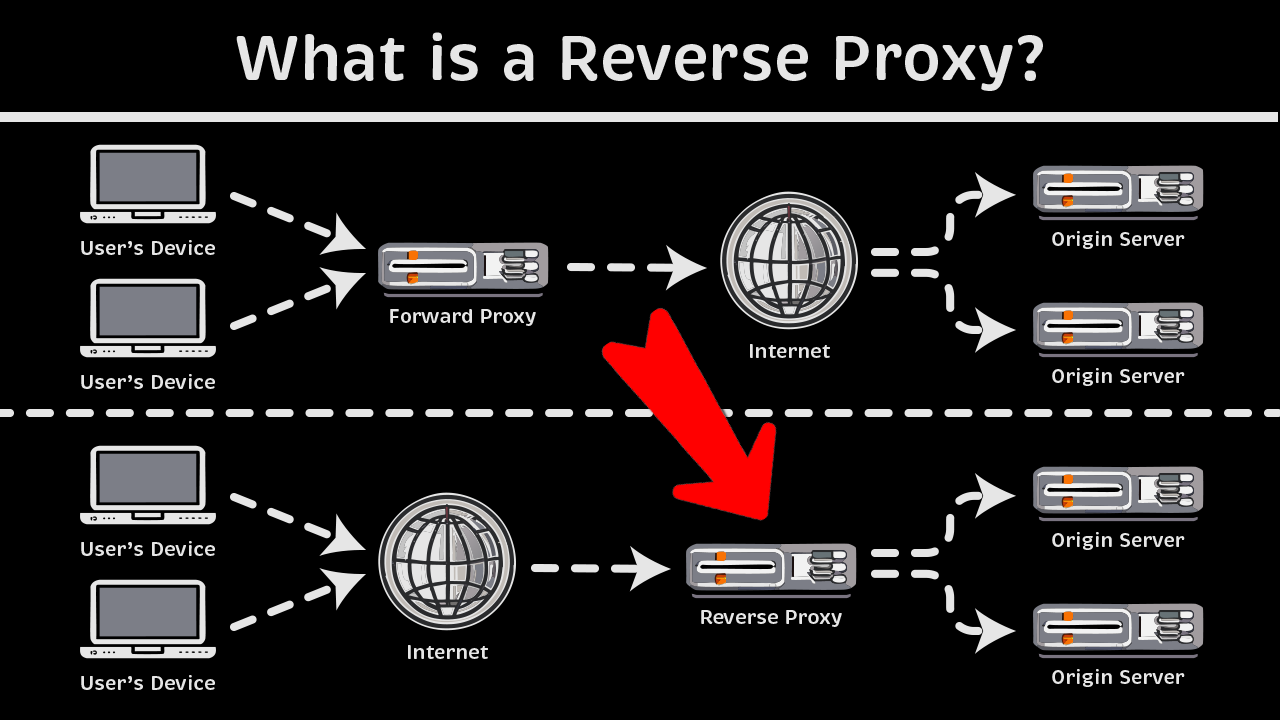 What is a Reverse Proxy?
User's Device
Origin Server
Forward Proxy
Internet
User's Device
Origin Server
User's Device
Origin Server
Reverse Proxy
Internet
User's Device
Origin Server